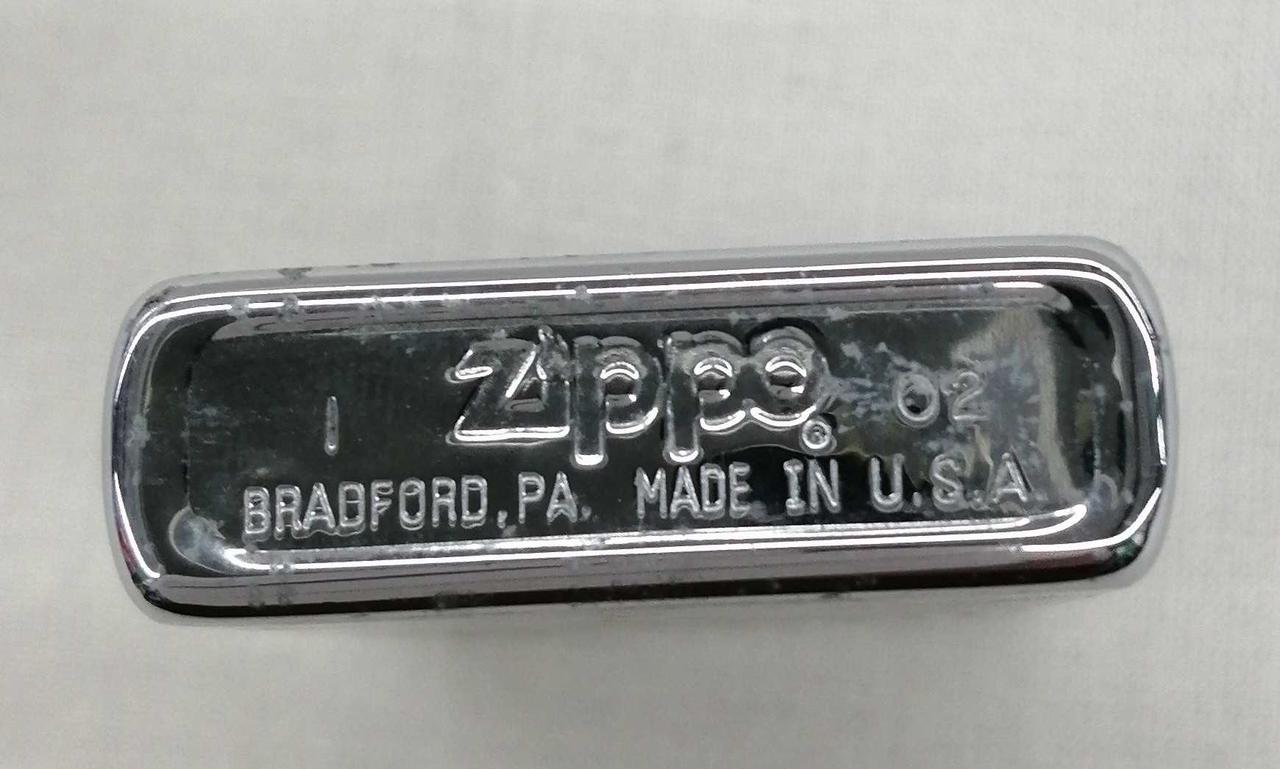 I Zippo® 02
BRADFORD, PA. MADE IN U.S.A.